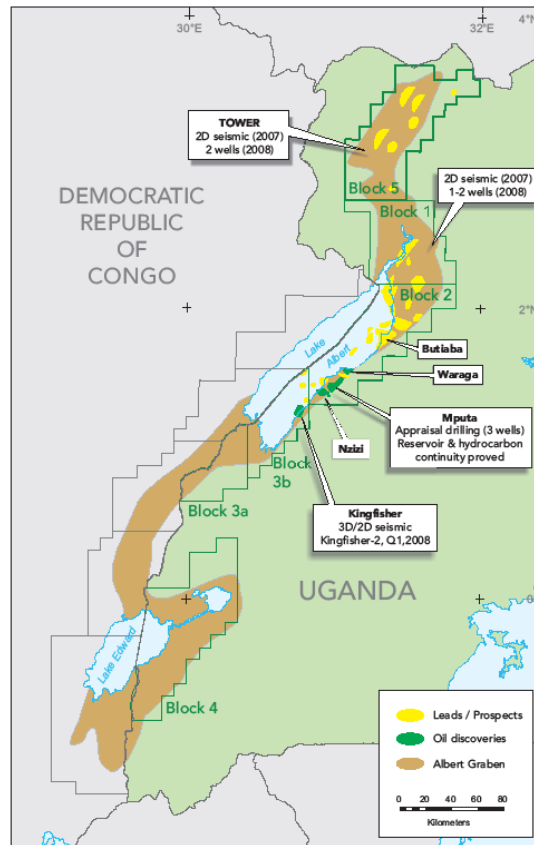 30°E
32°E
4°N
TOWER
2D seismic (2007)
2 wells (2008)
2D seismic (2007)
1-2 wells (2008)
DEMOCRATIC
REPUBLIC
OF
CONGO
Block 5
Block 1
Block 2
2°N
Lake
Albert
Butiaba
Waraga
Mputa
Appraisal drilling (3 wells)
Reservoir & hydrocarbon
continuity proved
Nzizi
Block
3b
Block 3a
Kingfisher
3D/2D seismic
Kingfisher-2, Q1,2008
UGANDA
Lake Edward
Block 4
Leads / Prospects
Oil discoveries
Albert Graben
0 20 40 60 80
Kilometers